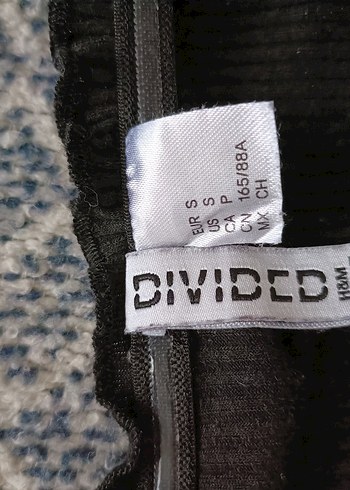 EUR S
US S
CA P
CN 165/88A
MX CH
DIVIDED
H&M